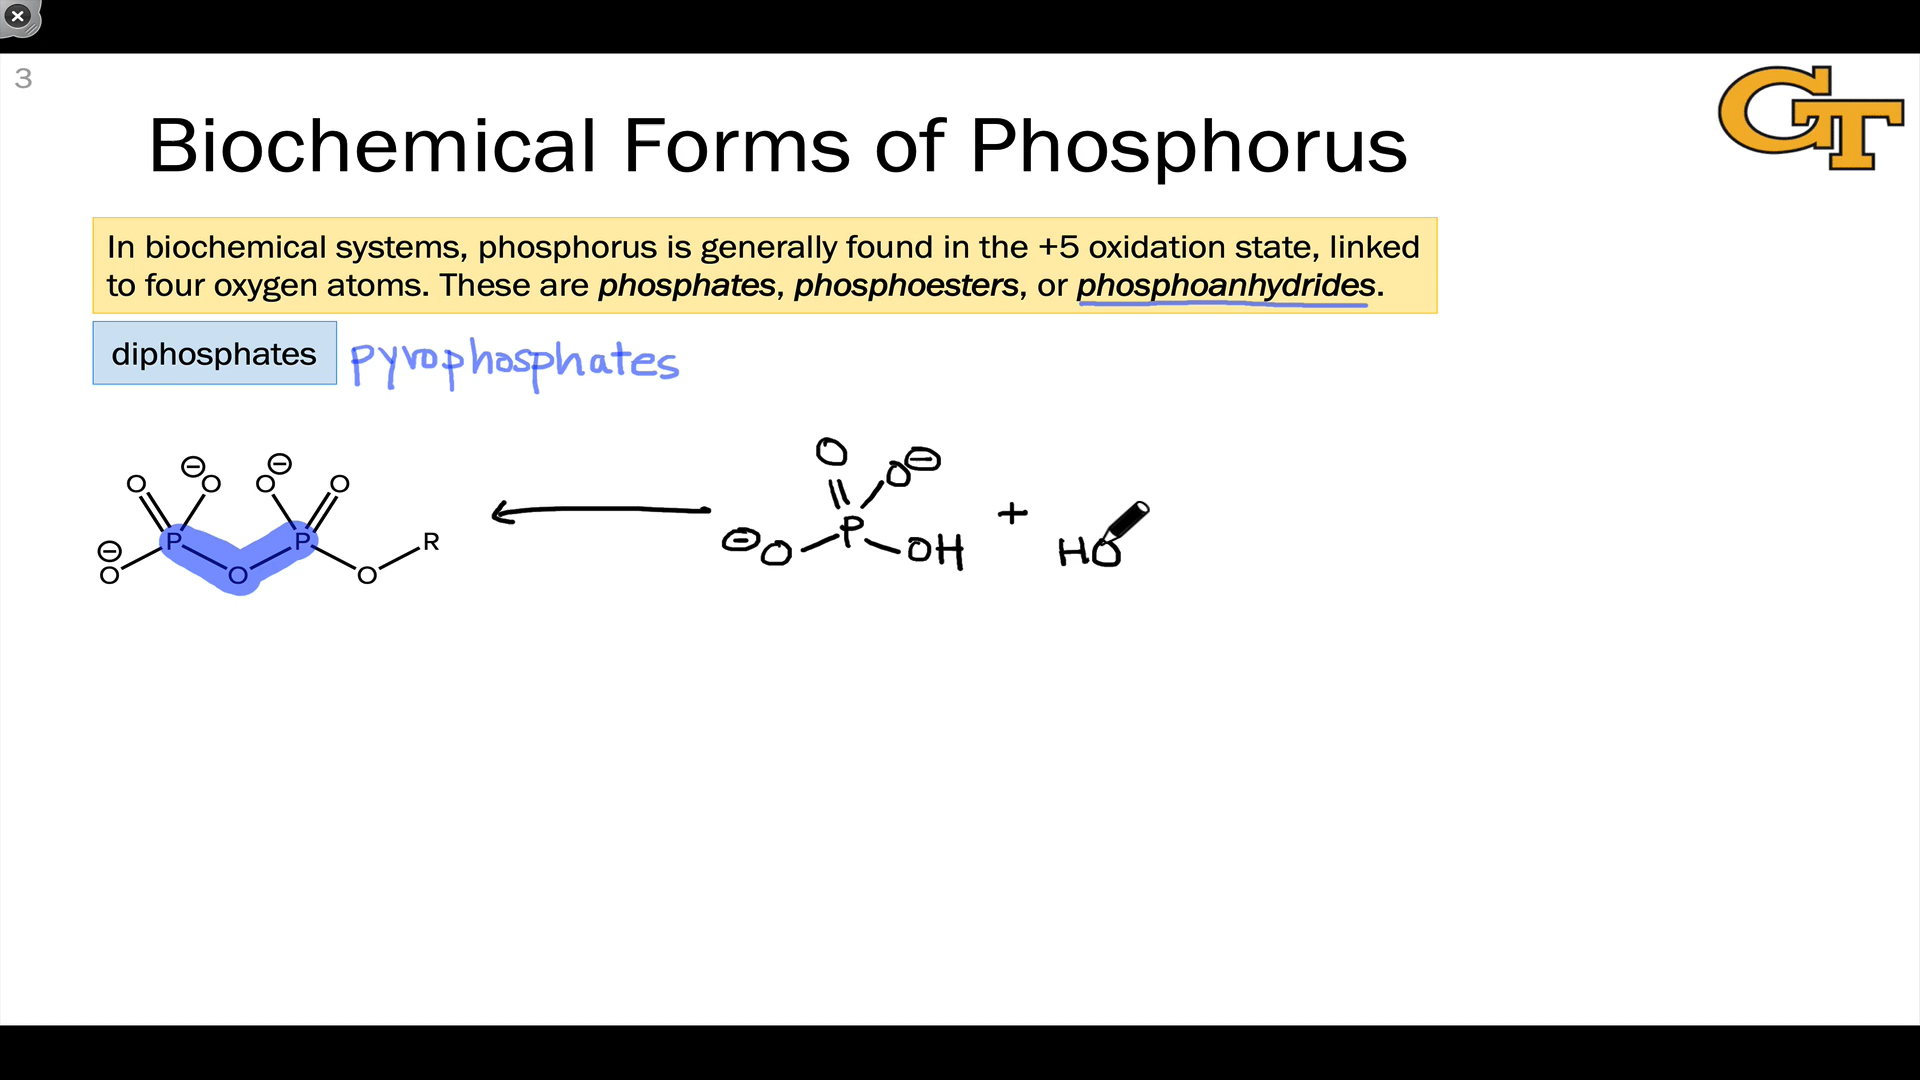 3
GT
Biochemical Forms of Phosphorus
In biochemical systems, phosphorus is generally found in the +5 oxidation state, linked
to four oxygen atoms. These are phosphates, phosphoesters, or phosphoanhydrides.
diphosphates pyrophosphates
O ⊖ O ⊖ O O
⊖ O P O P O R
O O ⊖
⊖ O P OH + HO